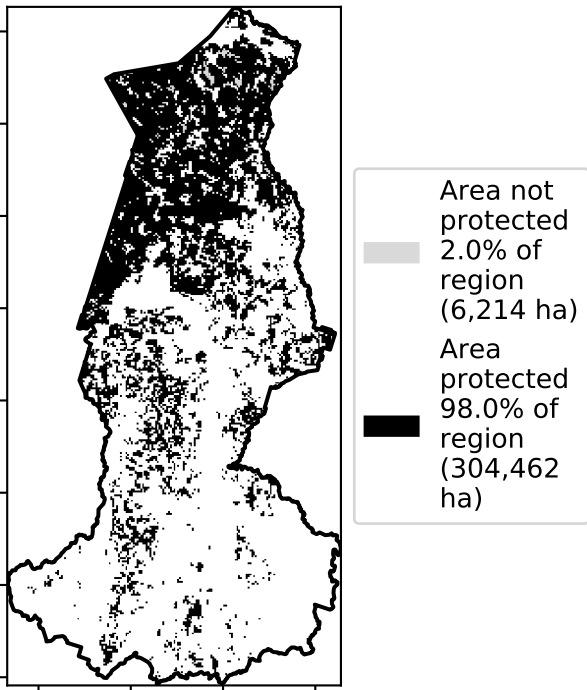 Area not
protected
2.0% of
region
(6,214 ha)
Area
protected
98.0% of
region
(304,462
ha)